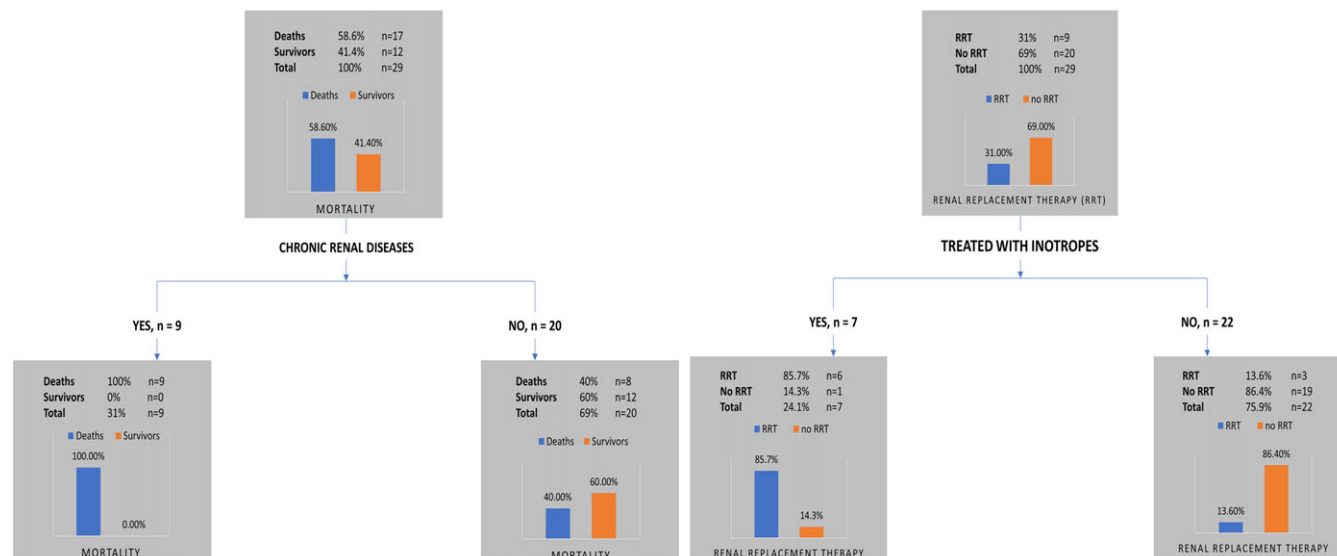 Deaths 58.6% n=17
Survivors 41.4% n=12
Total 100% n=29
Deaths Survivors
58.60%
41.40%
MORTALITY
CHRONIC RENAL DISEASES
YES, n = 9
NO, n = 20
Deaths 100% n=9
Survivors 0% n=0
Total 31% n=9
Deaths Survivors
100.00%
0.00%
MORTALITY
Deaths 40% n=8
Survivors 60% n=12
Total 69% n=20
Deaths Survivors
40.00%
60.00%
MORTALITY
RRT 31% n=9
No RRT 69% n=20
Total 100% n=29
RRT no RRT
69.00%
31.00%
RENAL REPLACEMENT THERAPY (RRT)
TREATED WITH INOTROPES
YES, n = 7
NO, n = 22
RRT 85.7% n=6
No RRT 14.3% n=1
Total 24.1% n=7
RRT no RRT
85.7%
14.3%
RENAL REPLACEMENT THERAPY
RRT 13.6% n=3
No RRT 86.4% n=19
Total 75.9% n=22
RRT no RRT
86.40%
13.60%
RENAL REPLACEMENT THERAPY